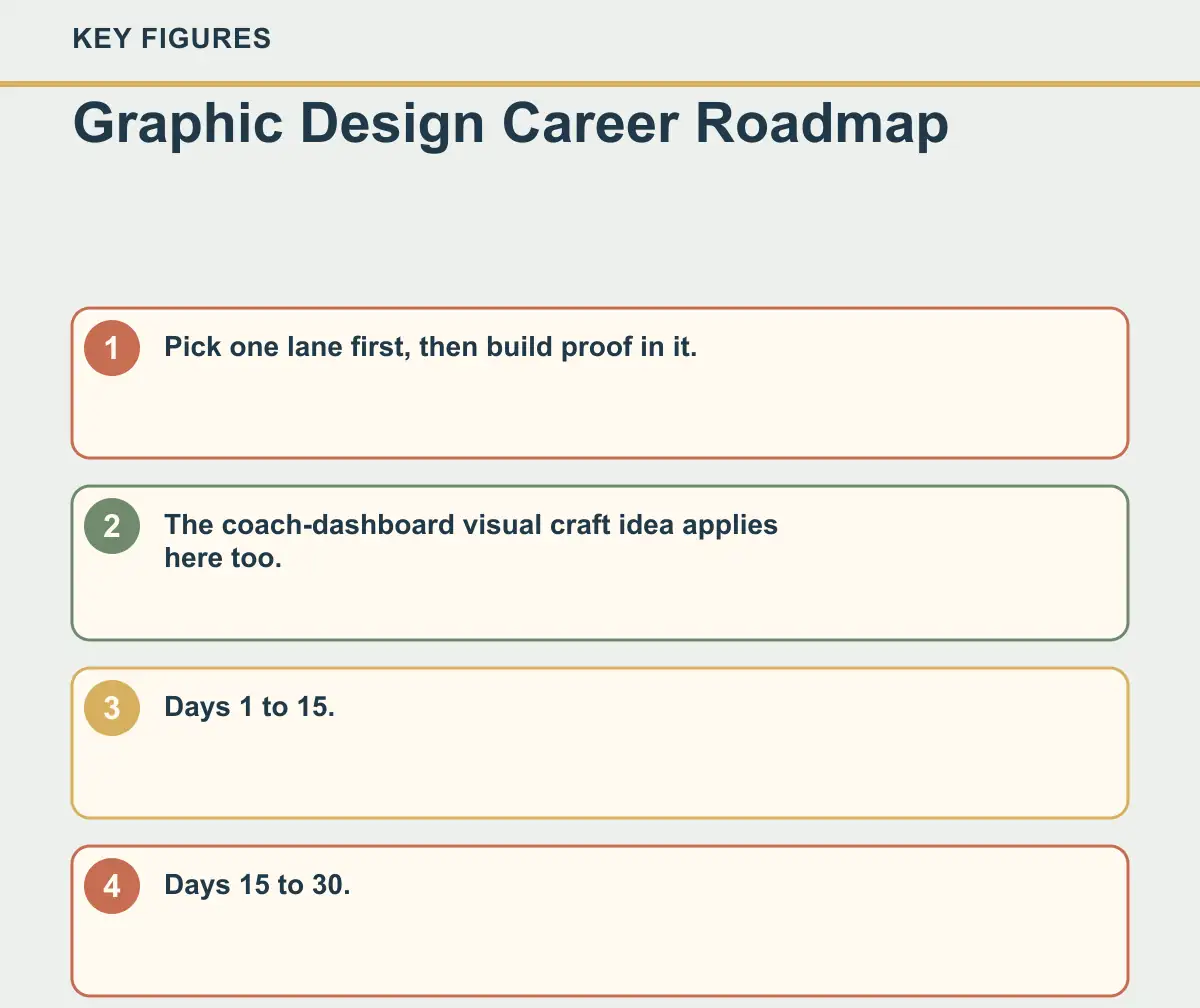 KEY FIGURES
Graphic Design Career Roadmap
1
Pick one lane first, then build proof in it.
2
The coach-dashboard visual craft idea applies
here too.
3
Days 1 to 15.
4
Days 15 to 30.